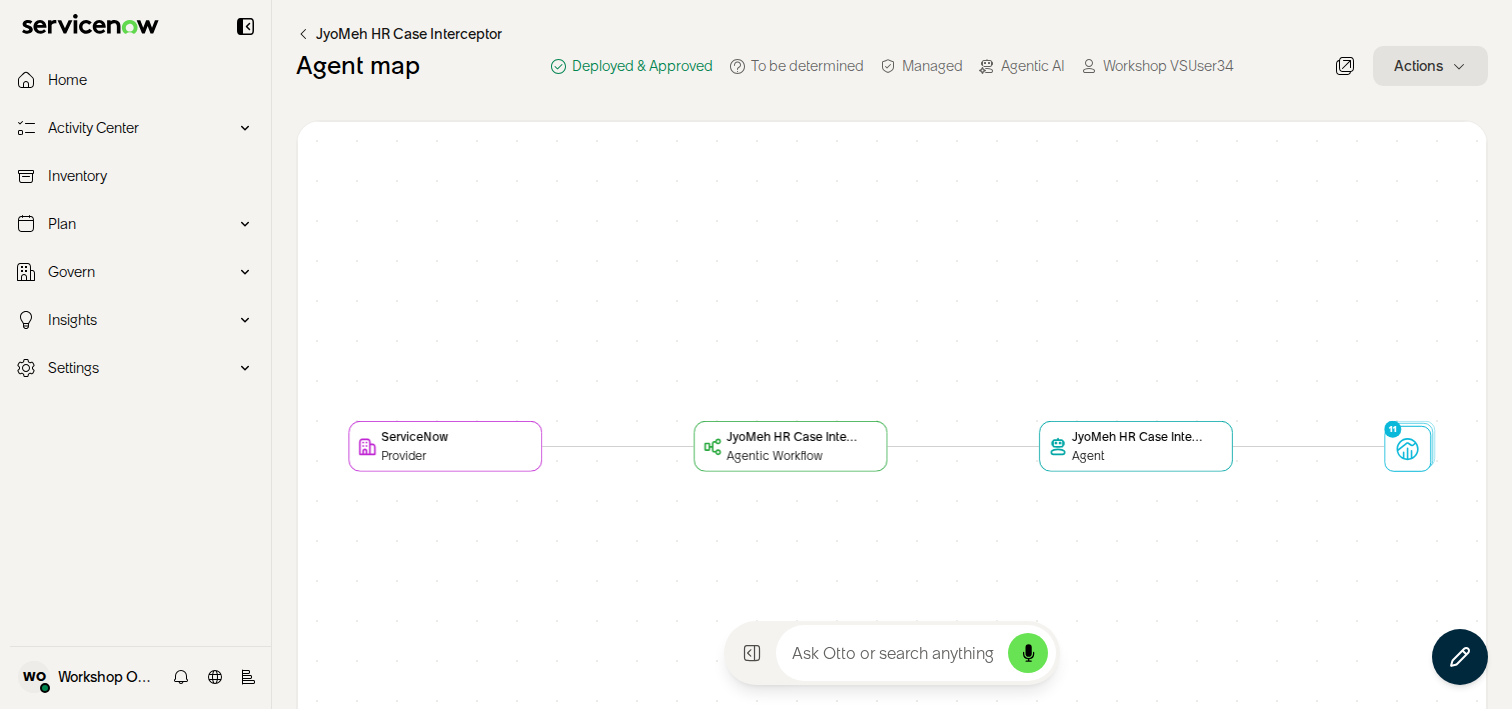 servicenow
Home
Activity Center
Inventory
Plan
Govern
Insights
Settings
WO
Workshop O...
JyoMeh HR Case Interceptor
Agent map
Deployed & Approved
To be determined
Managed
Agentic AI
Workshop VSUser34
Actions
ServiceNow
Provider
JyoMeh HR Case Inte...
Agentic Workflow
JyoMeh HR Case Inte...
Agent
11
Ask Otto or search anything